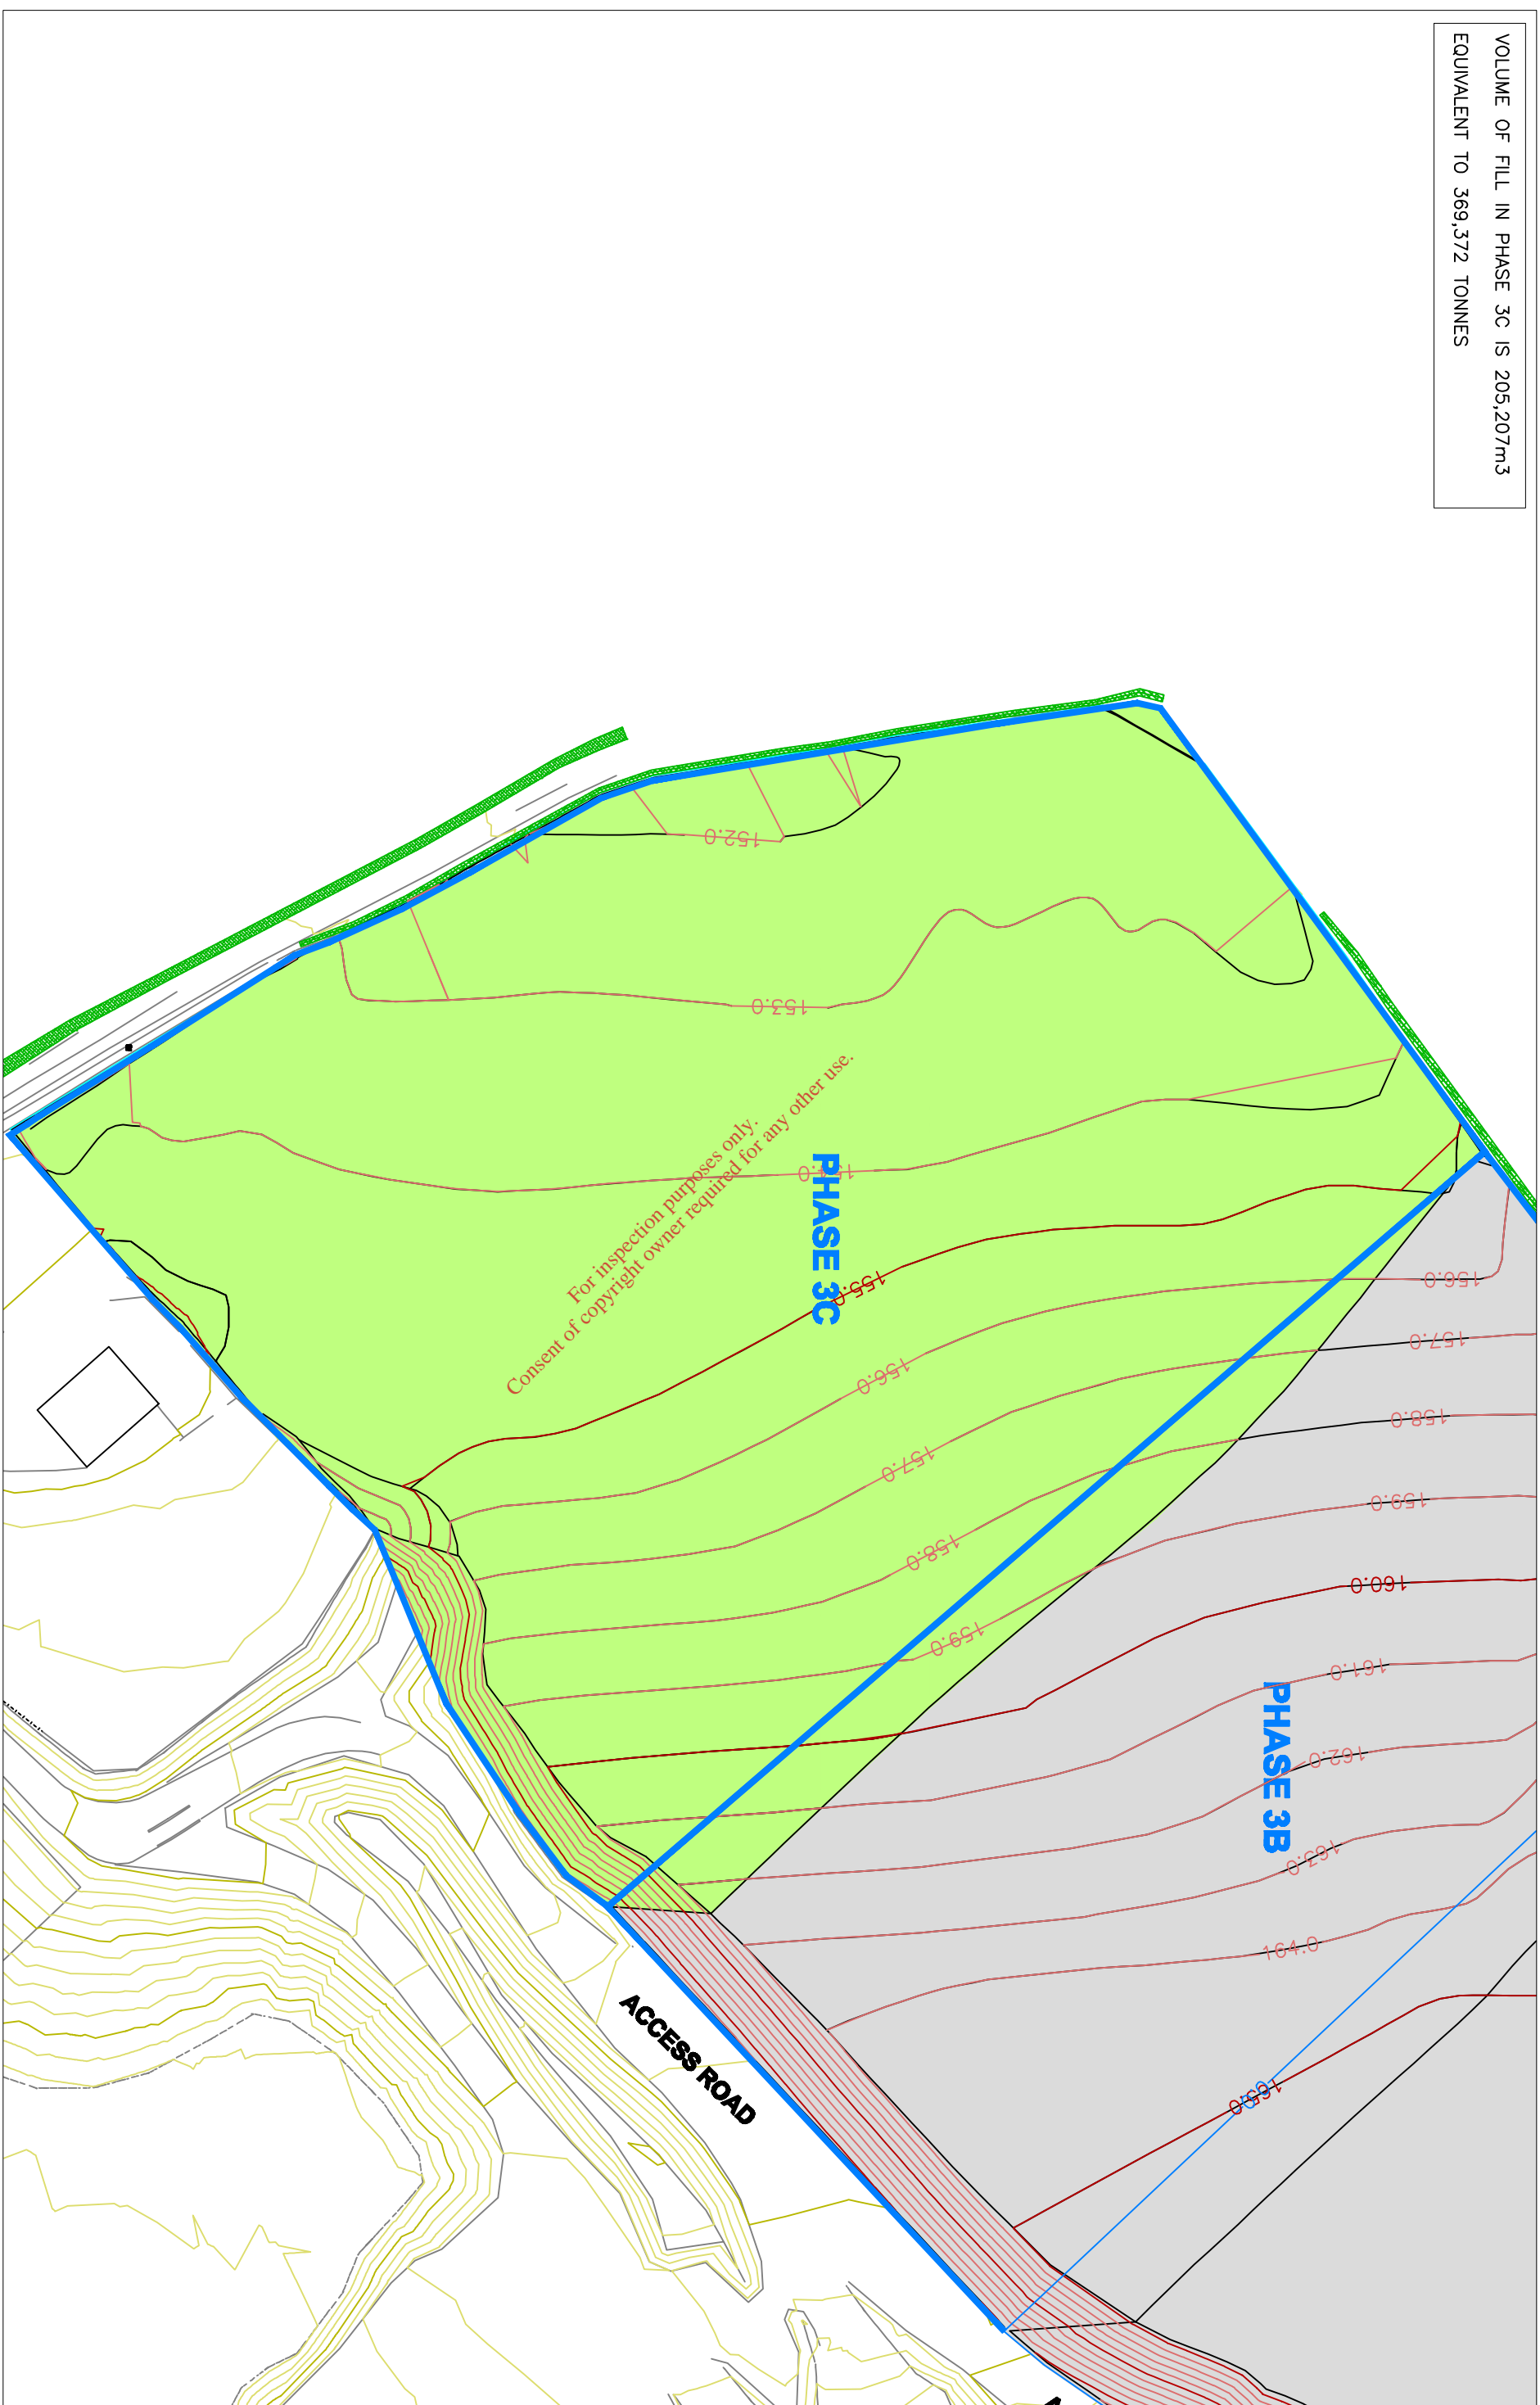 VOLUME OF FILL IN PHASE 3C IS 205,207m3
EQUIVALENT TO 369,372 TONNES
152.0
153.0
154.0
For inspection purposes only.
Consent of copyright owner required for any other use.
PHASE 3C
155.0
156.0
157.0
158.0
159.0
156.0
157.0
158.0
159.0
160.0
161.0
PHASE 3B
162.0
163.0
164.0
165.0
ACCESS ROAD